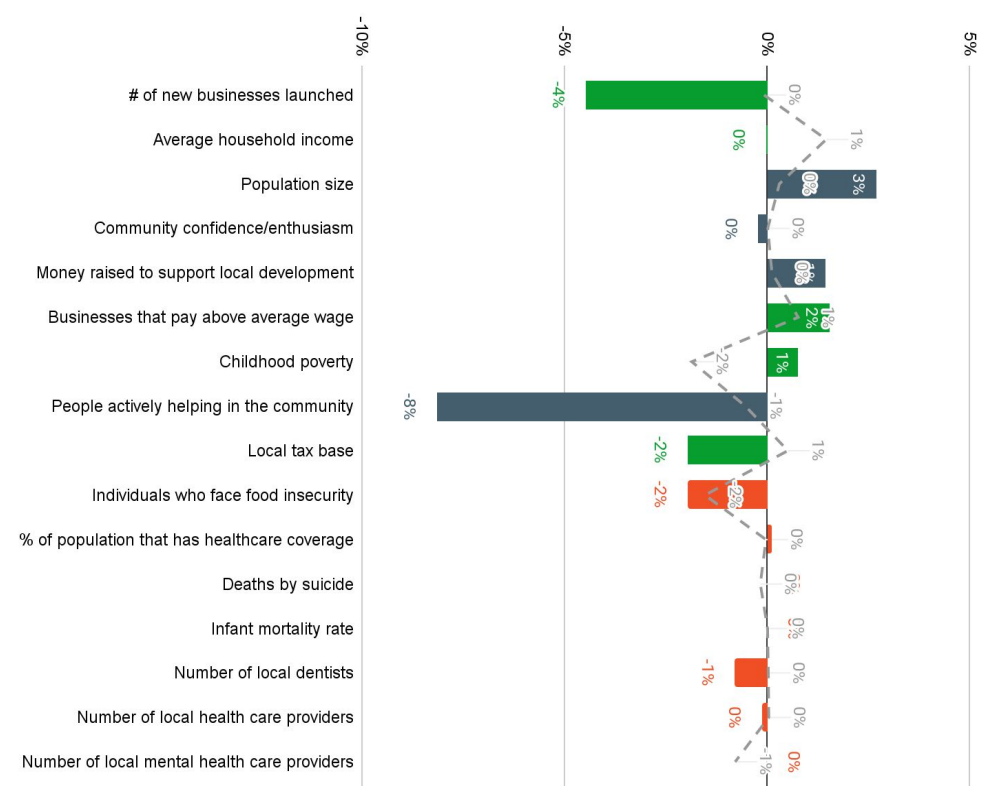 -10%
-5%
0%
5%
# of new businesses launched
-4%
0%
Average household income
0%
1%
Population size
0%
3%
Community confidence/enthusiasm
0%
0%
Money raised to support local development
0%
1%
Businesses that pay above average wage
2%
1%
Childhood poverty
-2%
1%
People actively helping in the community
-8%
-1%
Local tax base
-2%
1%
Individuals who face food insecurity
-2%
-2%
% of population that has healthcare coverage
0%
Deaths by suicide
0%
Infant mortality rate
0%
0%
Number of local dentists
-1%
0%
Number of local health care providers
0%
0%
Number of local mental health care providers
-1%
0%